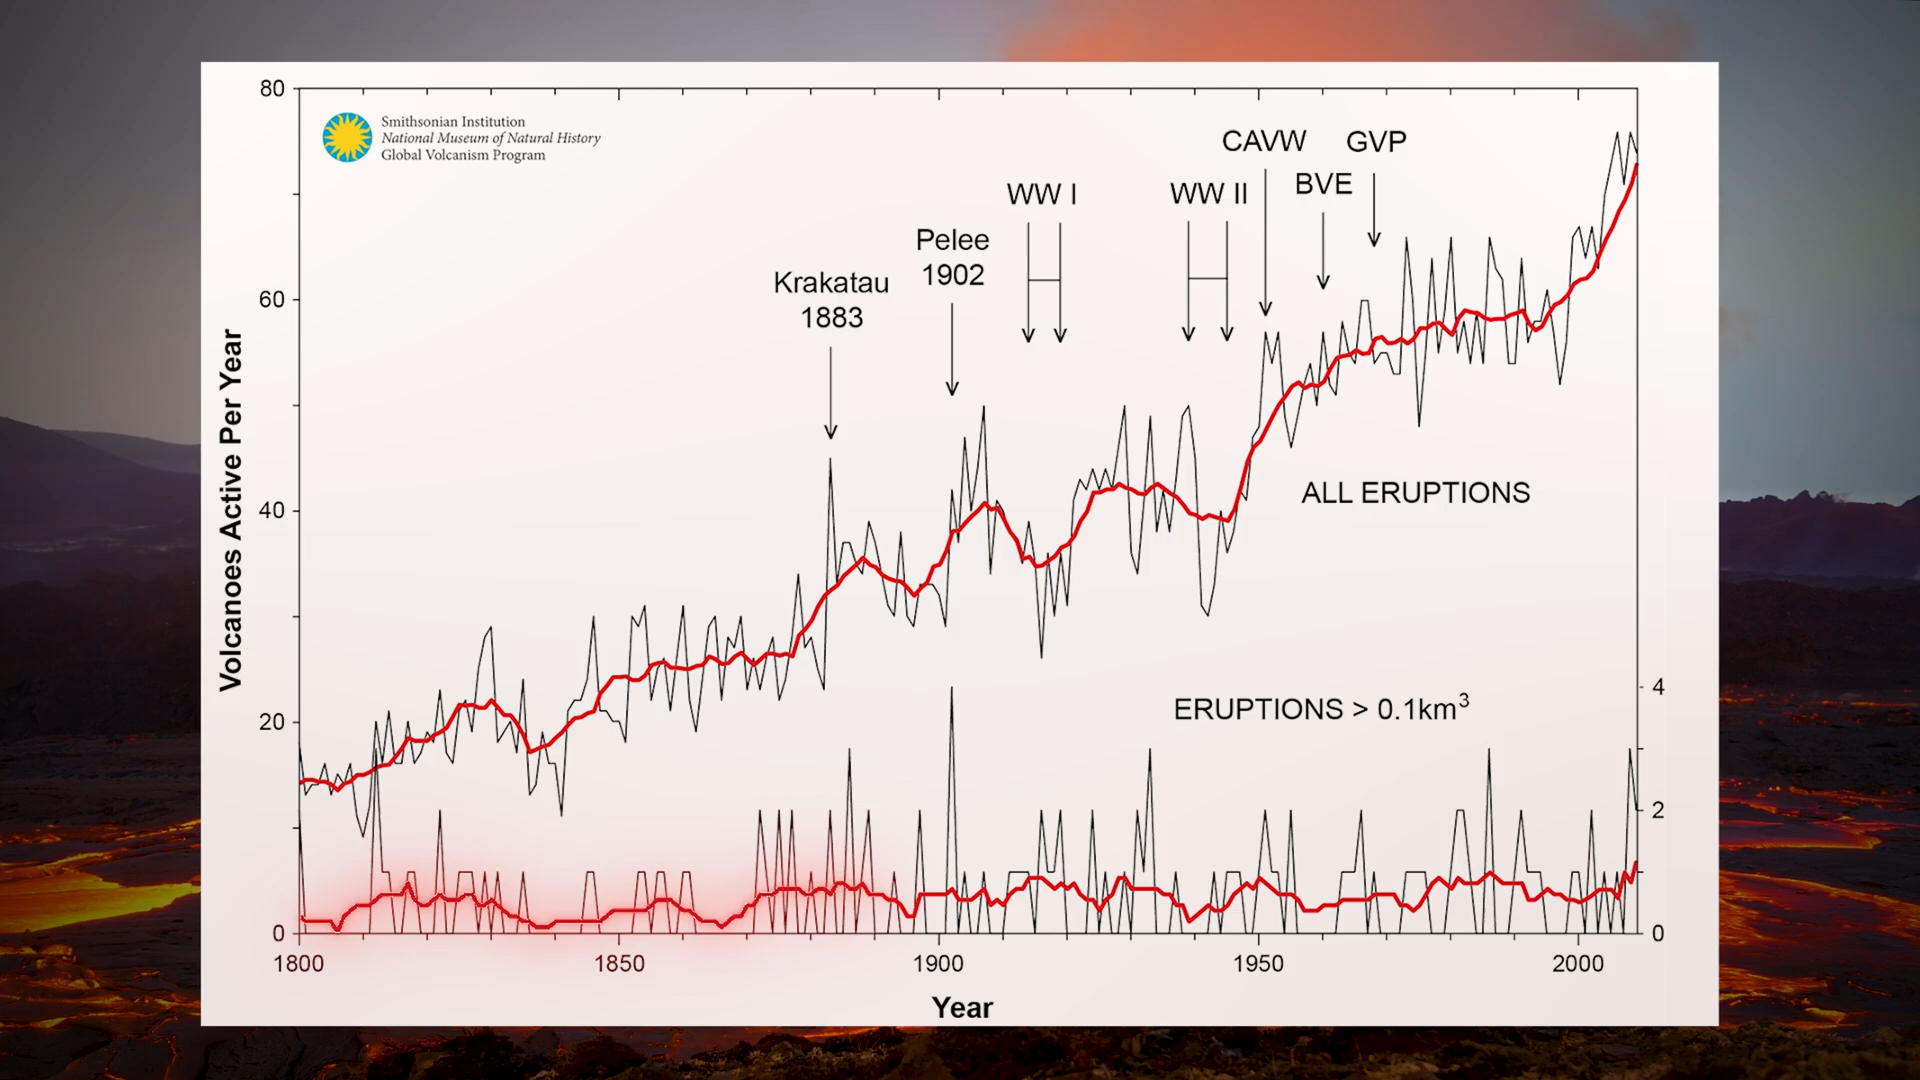 80
Smithsonian Institution
National Museum of Natural History
Global Volcanism Program
CAVW GVP
BVE
WW I WW II
Pelee
1902
Krakatau
1883
60
Volcanoes Active Per Year
40
ALL ERUPTIONS
ERUPTIONS > 0.1km³
4
20
2
0 0
1800 1850 1900 1950 2000
Year